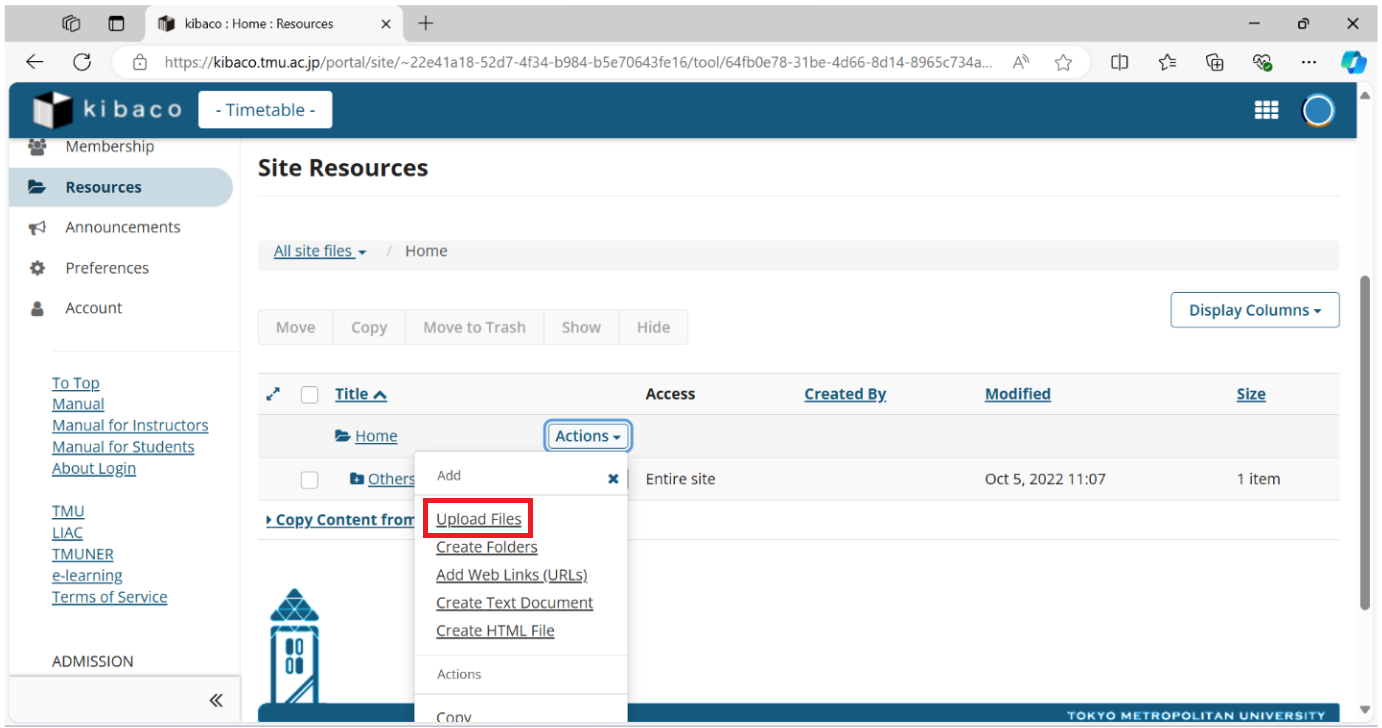 kibaco : Home : Resources
https://kibaco.tmu.ac.jp/portal/site/~22e41a18-52d7-4f34-b984-b5e70643fe16/tool/64fb0e78-31be-4d66-8d14-8965c734a...
kibaco
- Timetable -
Membership
Resources
Announcements
Preferences
Account
To Top
Manual
Manual for Instructors
Manual for Students
About Login
TMU
LIAC
TMUNER
e-learning
Terms of Service
ADMISSION
Site Resources
All site files / Home
Display Columns
Move Copy Move to Trash Show Hide
Title Access Created By Modified Size
Home Actions
Others Entire site Oct 5, 2022 11:07 1 item
Copy Content from
Add
Upload Files
Create Folders
Add Web Links (URLs)
Create Text Document
Create HTML File
Actions
Copy
TOKYO METROPOLITAN UNIVERSITY